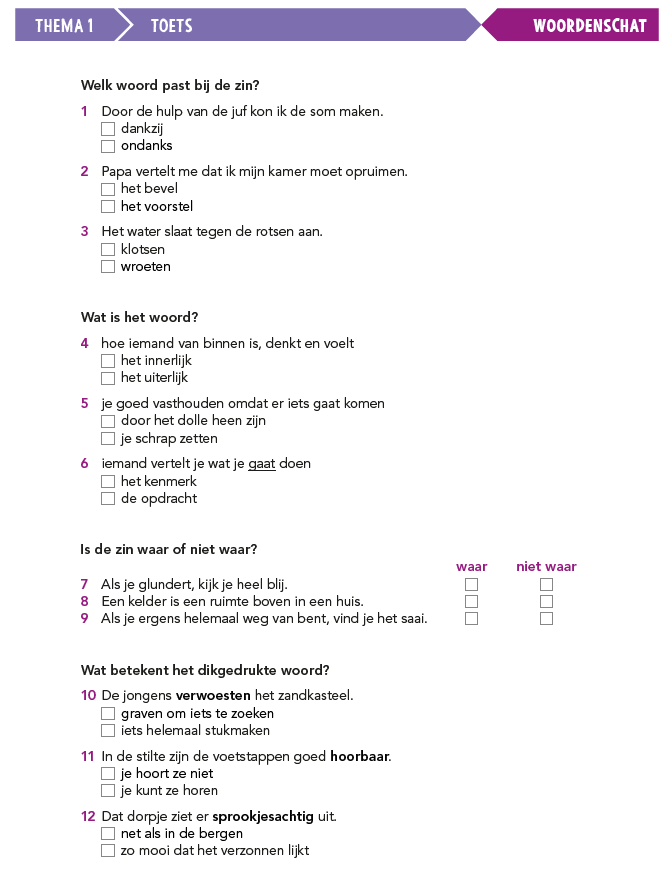 THEMA 1 TOETS WOORDENSCHAT
Welk woord past bij de zin?
1 Door de hulp van de juf kon ik de som maken.
dankzij
ondanks
2 Papa vertelt me dat ik mijn kamer moet opruimen.
het bevel
het voorstel
3 Het water slaat tegen de rotsen aan.
klotsen
wroeten
Wat is het woord?
4 hoe iemand van binnen is, denkt en voelt
het innerlijk
het uiterlijk
5 je goed vasthouden omdat er iets gaat komen
door het dolle heen zijn
je schrap zetten
6 iemand vertelt je wat je gaat doen
het kenmerk
de opdracht
Is de zin waar of niet waar?
waar niet waar
7 Als je glundert, kijk je heel blij.
8 Een kelder is een ruimte boven in een huis.
9 Als je ergens helemaal weg van bent, vind je het saai.
Wat betekent het dikgedrukte woord?
10 De jongens verwoesten het zandkasteel.
graven om iets te zoeken
iets helemaal stukmaken
11 In de stilte zijn de voetstappen goed hoorbaar.
je hoort ze niet
je kunt ze horen
12 Dat dorpje ziet er sprookjesachtig uit.
net als in de bergen
zo mooi dat het verzonnen lijkt